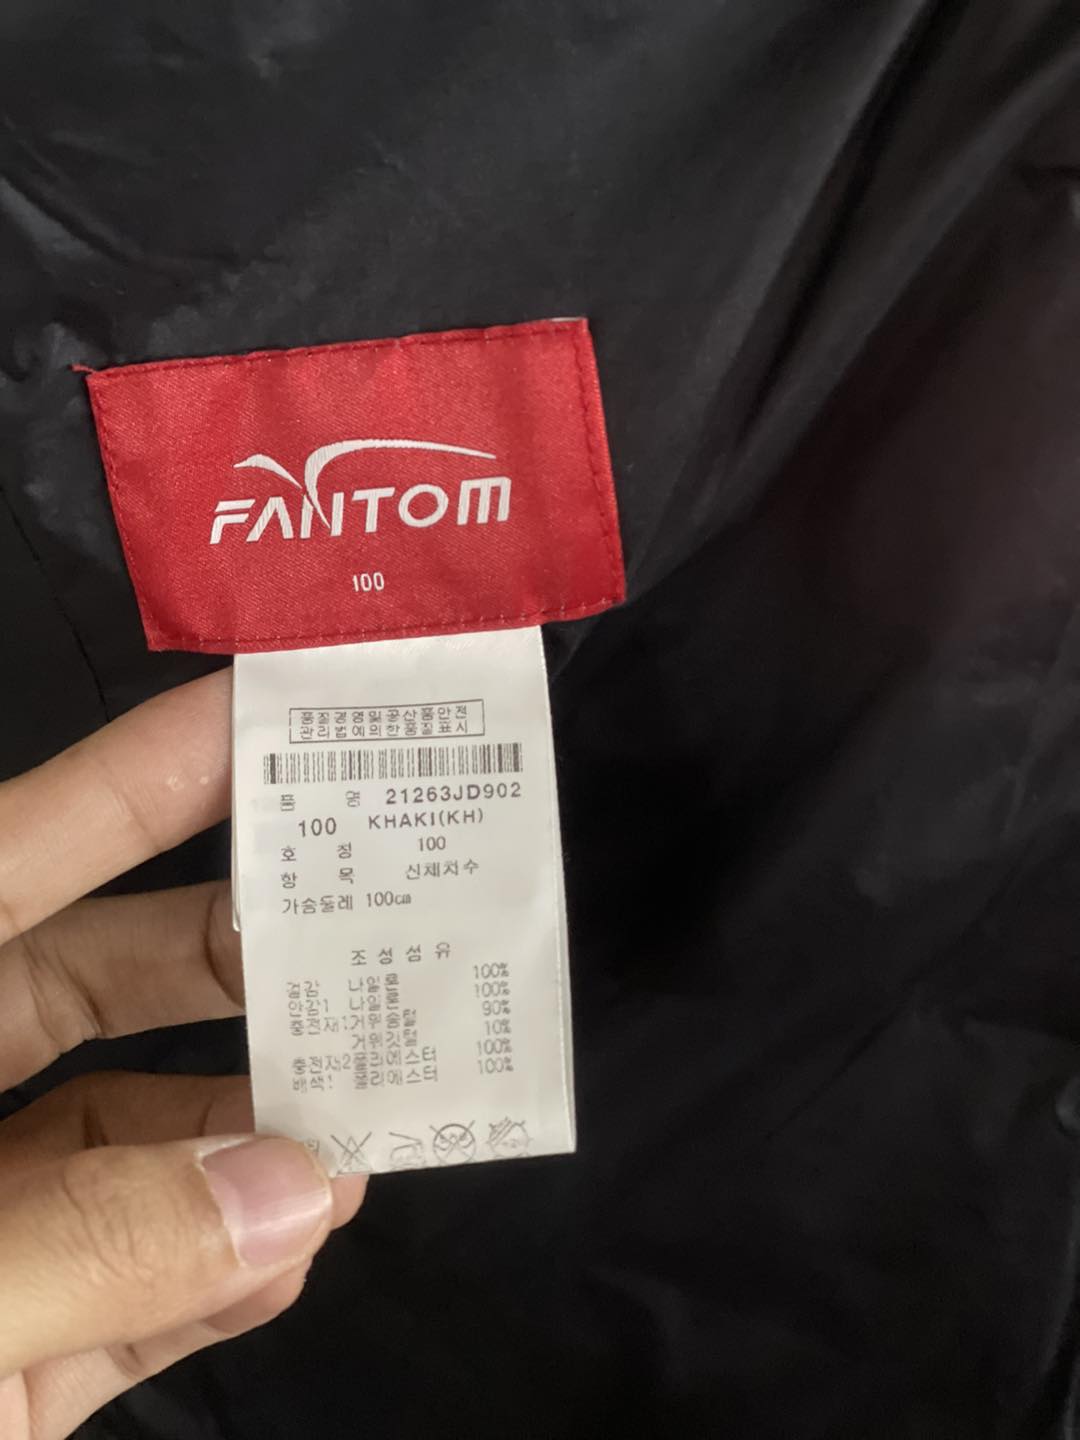 FANTOM
100
품질경영및공산품안전
관리법에의한품질표시
품 명 21263JD902
100 KHAKI(KH)
호 칭 100
항 목 신체치수
가슴둘레 100cm
조성섬유
겉감 나일론 100%
안감1 나일론 100%
충전재1 거위솜털 90%
거위깃털 10%
충전재2 폴리에스터 100%
배색1 폴리에스터 100%